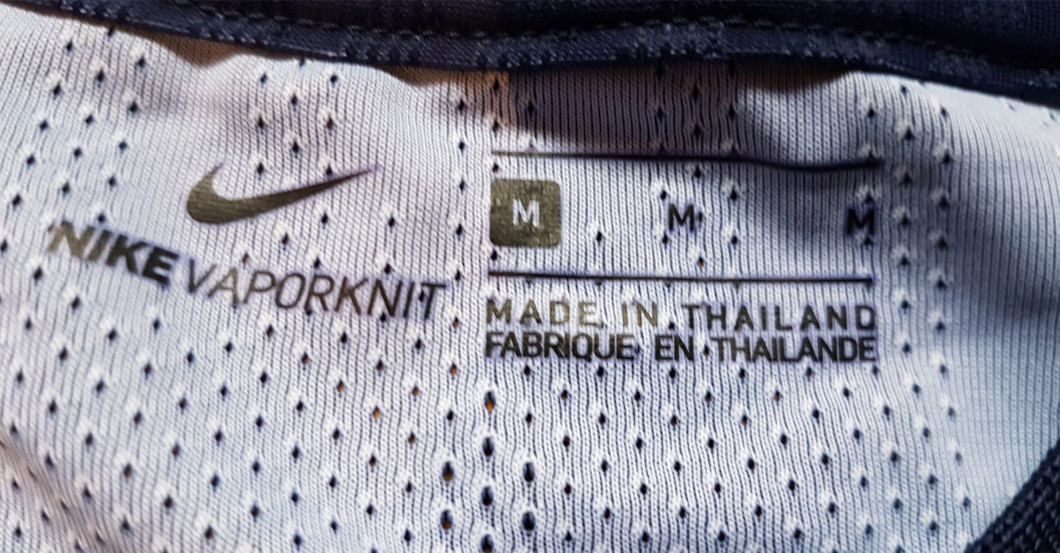 NIKE VAPORKNIT
M M M
MADE IN THAILAND
FABRIQUE EN THAILANDE